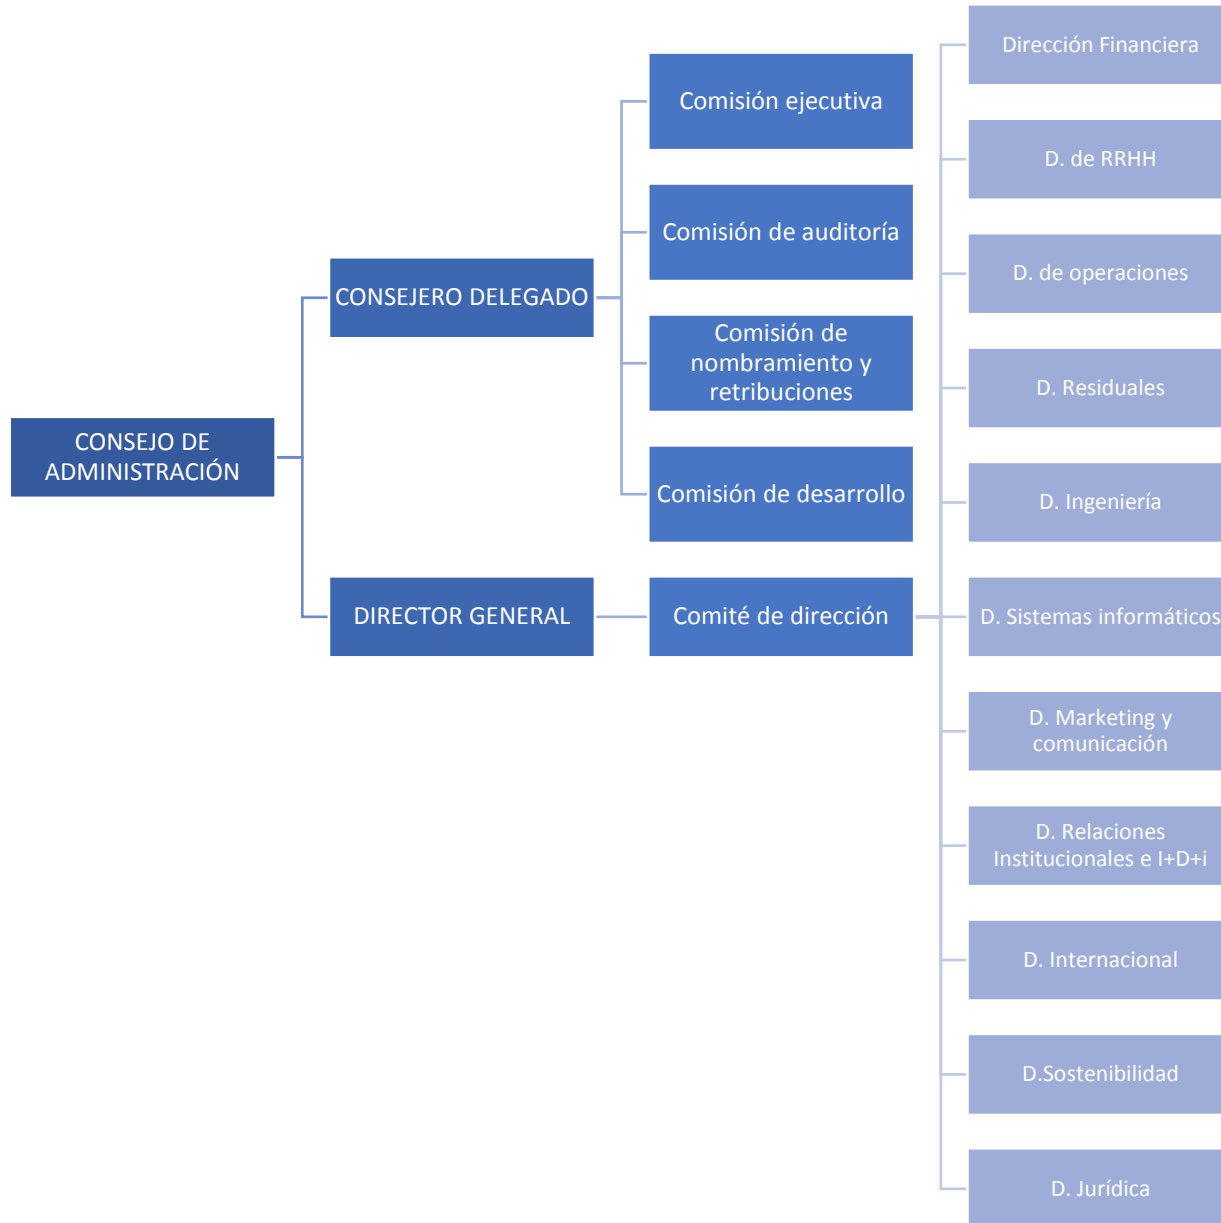 CONSEJO DE
ADMINISTRACIÓN
CONSEJERO DELEGADO
Comisión ejecutiva
Comisión de auditoría
Comisión de
nombramiento y
retribuciones
Comisión de desarrollo
DIRECTOR GENERAL
Comité de dirección
Dirección Financiera
D. de RRHH
D. de operaciones
D. Residuales
D. Ingeniería
D. Sistemas informáticos
D. Marketing y
comunicación
D. Relaciones
Institucionales e I+D+i
D. Internacional
D.Sostenibilidad
D. Jurídica